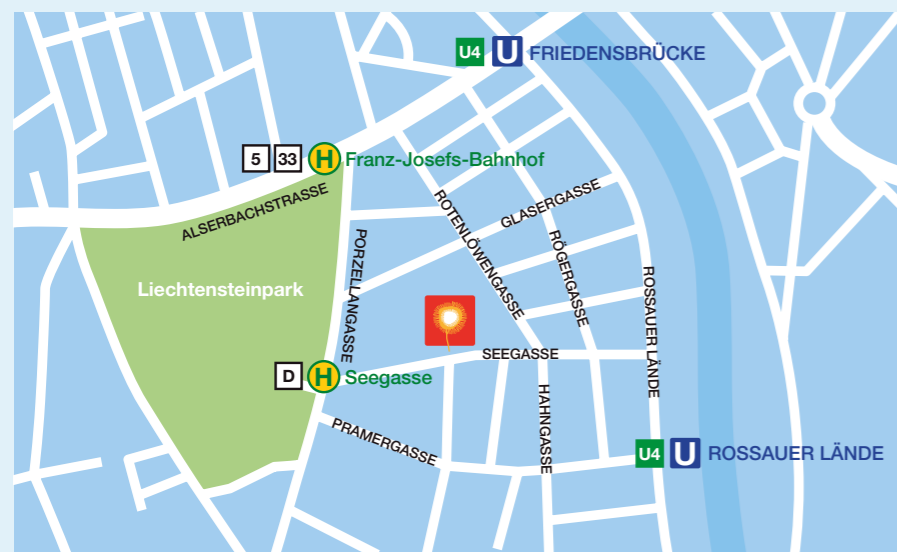 U4 U FRIEDENSBRÜCKE
5 33 H Franz-Josefs-Bahnhof
ALSERBACHSTRASSE
GLASERGASSE
ROTENLÖWENGASSE
RÖGERGASSE
PORZELLANGASSE
ROSSAUER LÄNDE
Liechtensteinpark
SEEGASSE
D H Seegasse
HAHNGASSE
PRAMERGASSE
U4 U ROSSAUER LÄNDE